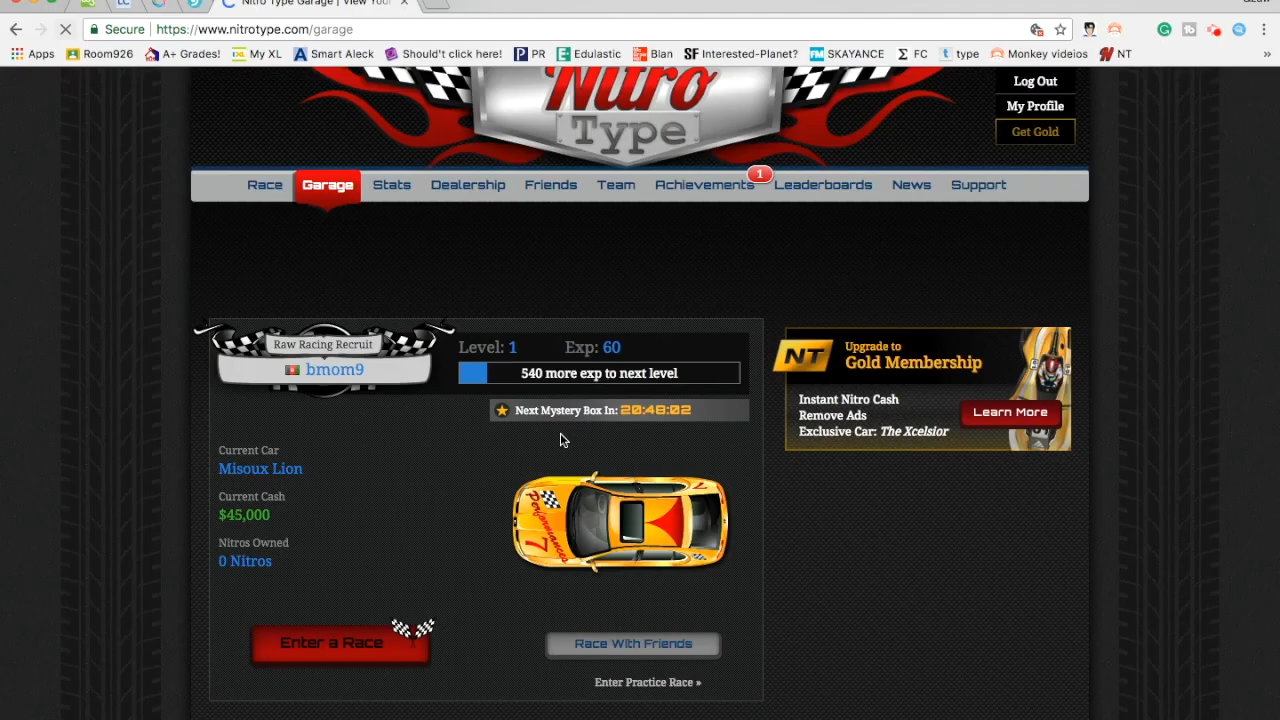 Nitro Type Garage | View Your
Secure | https://www.nitrotype.com/garage
Apps Room926 A+ Grades! My XL Smart Aleck Should't click here! PR Edulastic Blan SF Interested-Planet? SKAYANCE FC type Monkey videios NT »
Nitro
Type
Log Out
My Profile
Get Gold
Race Garage Stats Dealership Friends Team Achievements 1 Leaderboards News Support
Raw Racing Recruit
bmom9
Level: 1 Exp: 60
540 more exp to next level
Next Mystery Box In: 20:48:02
NT Upgrade to
Gold Membership
Instant Nitro Cash
Remove Ads
Exclusive Car: The Xcelsior
Learn More
Current Car
Misoux Lion
Current Cash
$45,000
Nitros Owned
0 Nitros
Performances
7
Enter a Race
Race With Friends
Enter Practice Race »